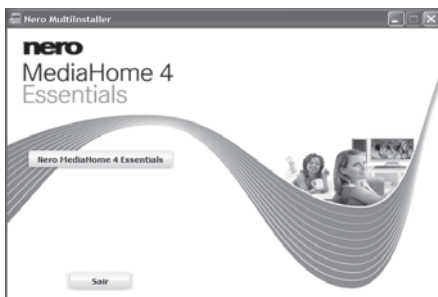 Nero MultiInstaller
nero
MediaHome 4
Essentials
Nero MediaHome 4 Essentials
Sair